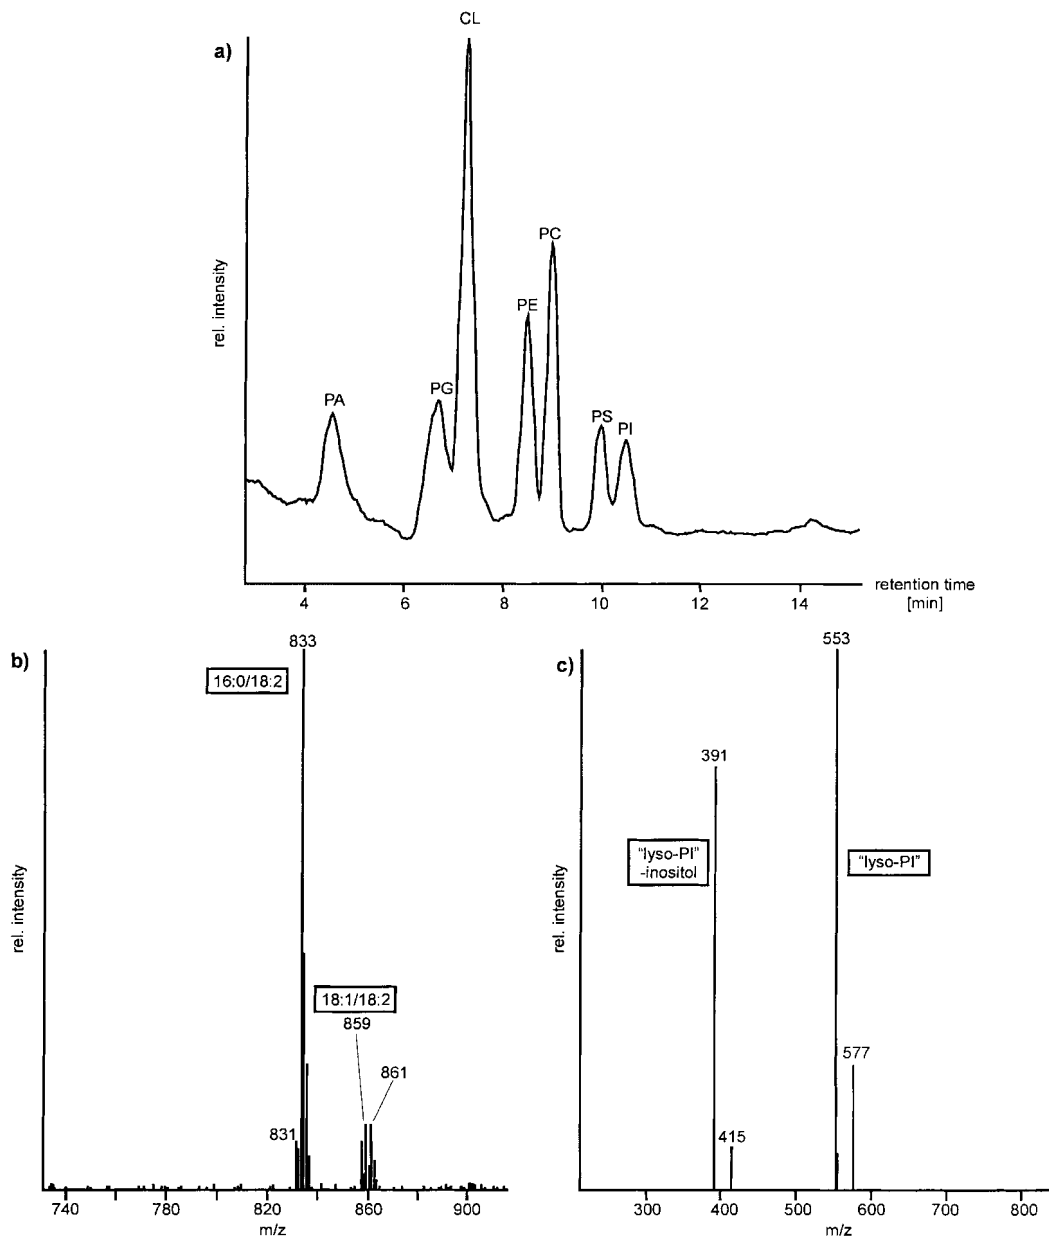 a)
CL
PC
PE
PA
PG
PS
PI
rel. intensity
4 6 8 10 12 14
retention time
[min]
b)
833
16:0/18:2
18:1/18:2
859
861
831
rel. intensity
740 780 820 860 900
m/z
c)
553
391
"lyso-PI"
-inositol
"lyso-PI"
577
415
rel. intensity
300 400 500 600 700 800
m/z